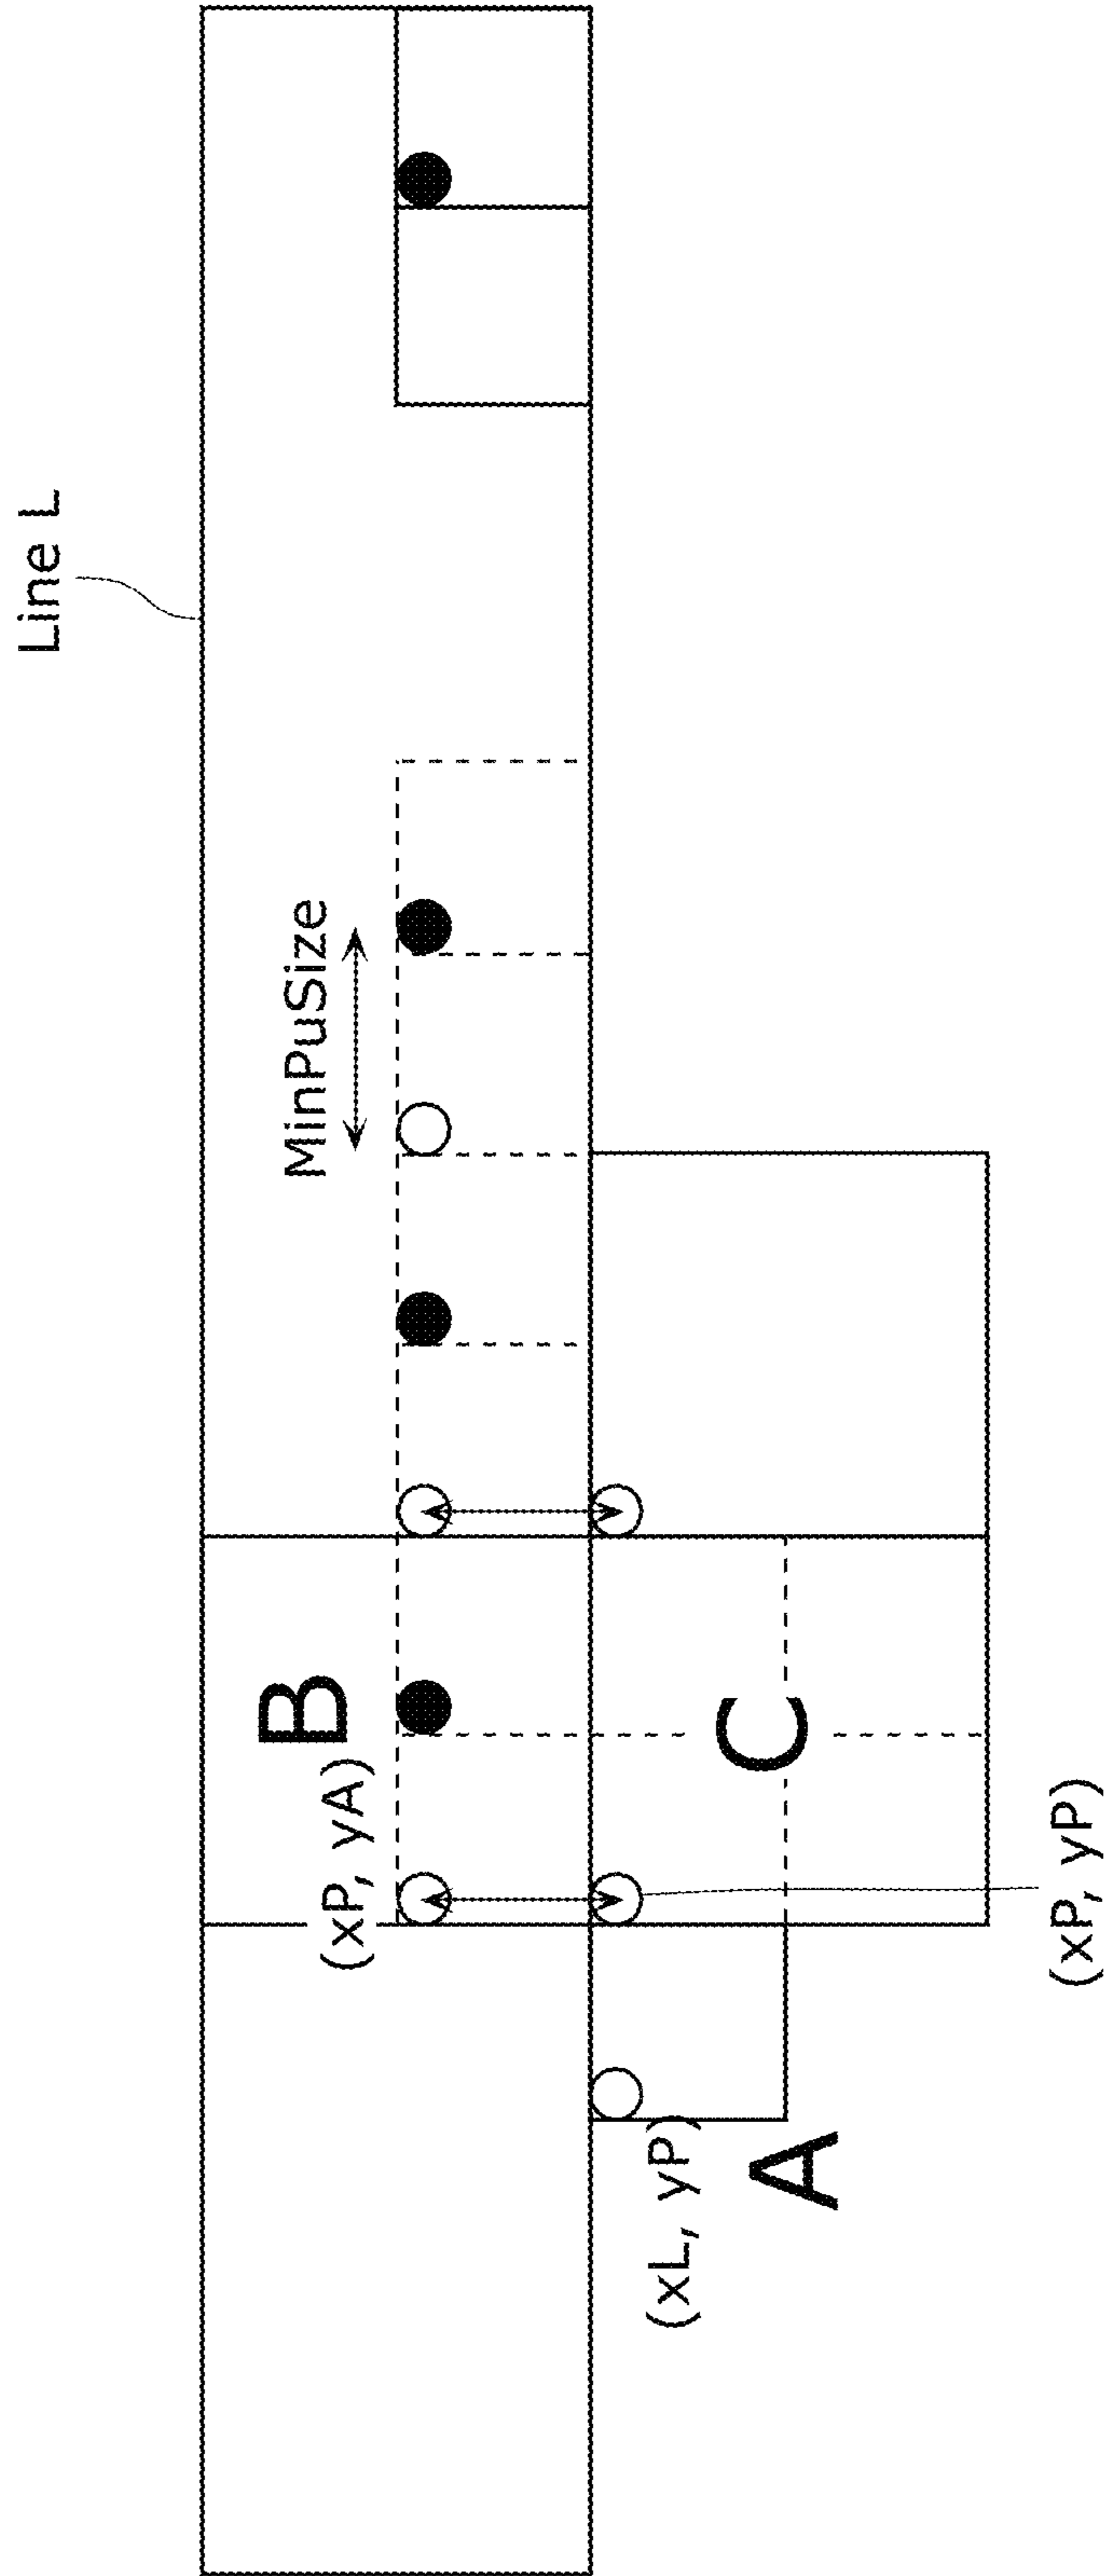 Line L
MinPuSize
B
(xP, yA)
C
(xP, yP)
(xL, yP)
A